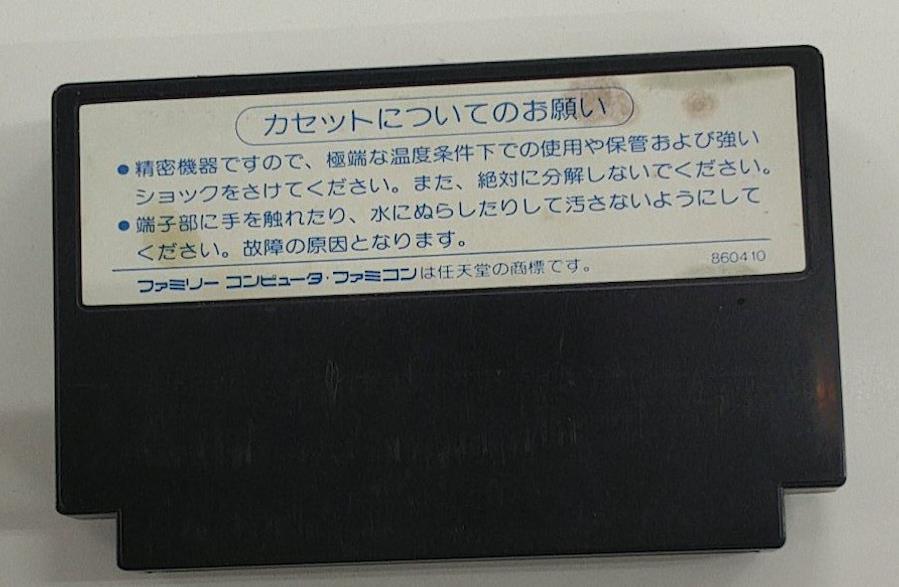 カセットについてのお願い
●精密機器ですので、極端な温度条件下での使用や保管および強い
ショックをさけてください。また、絶対に分解しないでください。
●端子部に手を触れたり、水にぬらしたりして汚さないようにして
ください。故障の原因となります。
860410
ファミリー コンピュータ・ファミコンは任天堂の商標です。